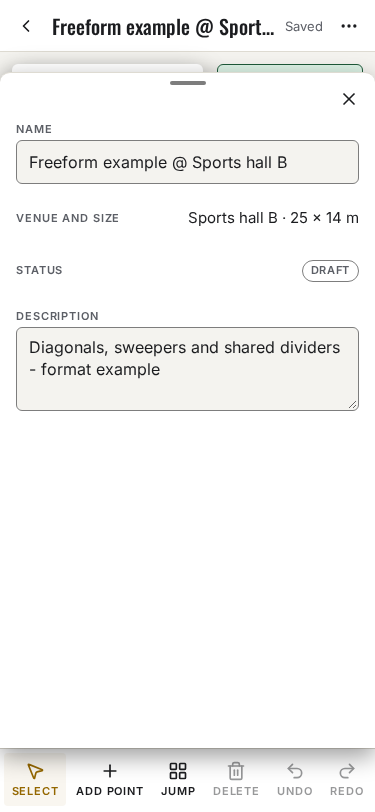 Freeform example @ Sport...
Saved
NAME
Freeform example @ Sports hall B
VENUE AND SIZE
Sports hall B · 25 × 14 m
STATUS
DRAFT
DESCRIPTION
Diagonals, sweepers and shared dividers
- format example
SELECT
ADD POINT
JUMP
DELETE
UNDO
REDO